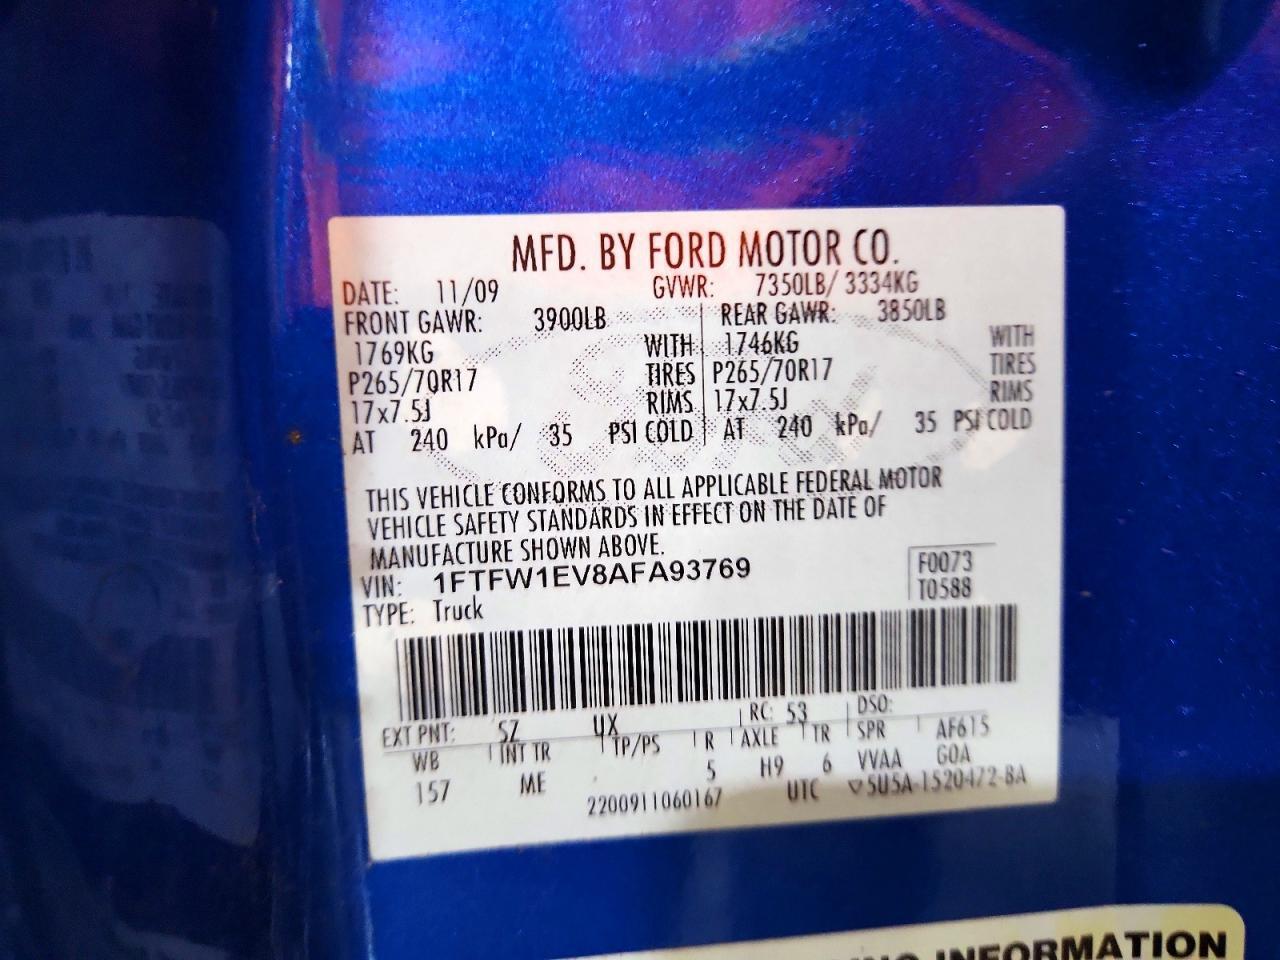 MFD. BY FORD MOTOR CO.
DATE: 11/09 GVWR: 7350LB/ 3334KG
FRONT GAWR: 3900LB REAR GAWR: 3850LB
1769KG WITH 1746KG WITH
P265/70R17 TIRES P265/70R17 TIRES
17x7.5J RIMS 17x7.5J RIMS
AT 240 kPa/ 35 PSI COLD AT 240 kPa/ 35 PSI COLD
THIS VEHICLE CONFORMS TO ALL APPLICABLE FEDERAL MOTOR
VEHICLE SAFETY STANDARDS IN EFFECT ON THE DATE OF
MANUFACTURE SHOWN ABOVE.
VIN: 1FTFW1EV8AFA93769
TYPE: Truck
F0073
T0588
EXT PNT: SZ UX RC: 53 DSO:
WB INT TR TP/PS R AXLE TR SPR AF615
157 ME 5 H9 6 VVAA GOA
2200911060167 UTC ▽5U5A-1520472-BA
INFORMATION